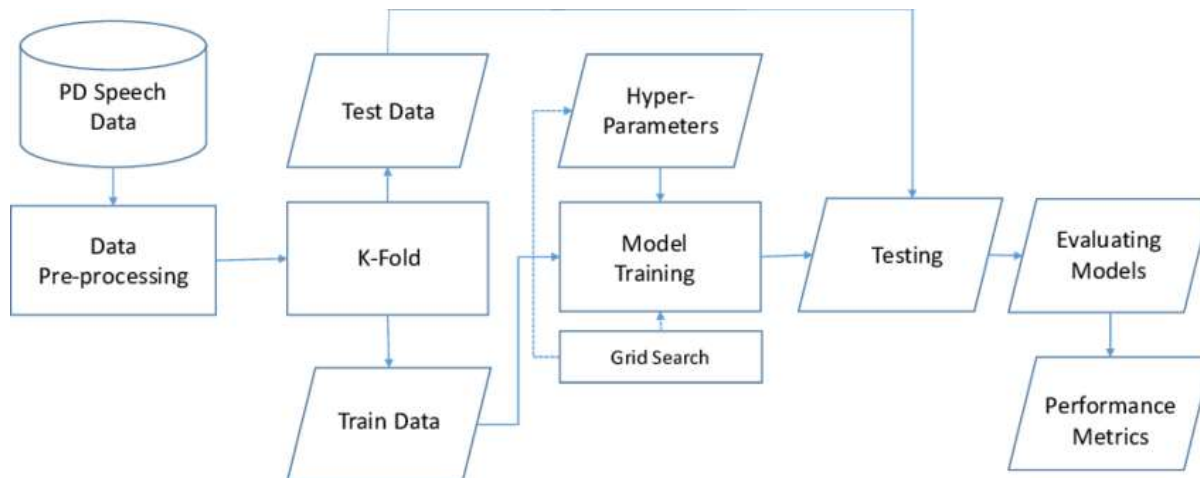 PD Speech
Data
Test Data
Hyper-
Parameters
Data
Pre-processing
K-Fold
Model
Training
Testing
Evaluating
Models
Grid Search
Train Data
Performance
Metrics